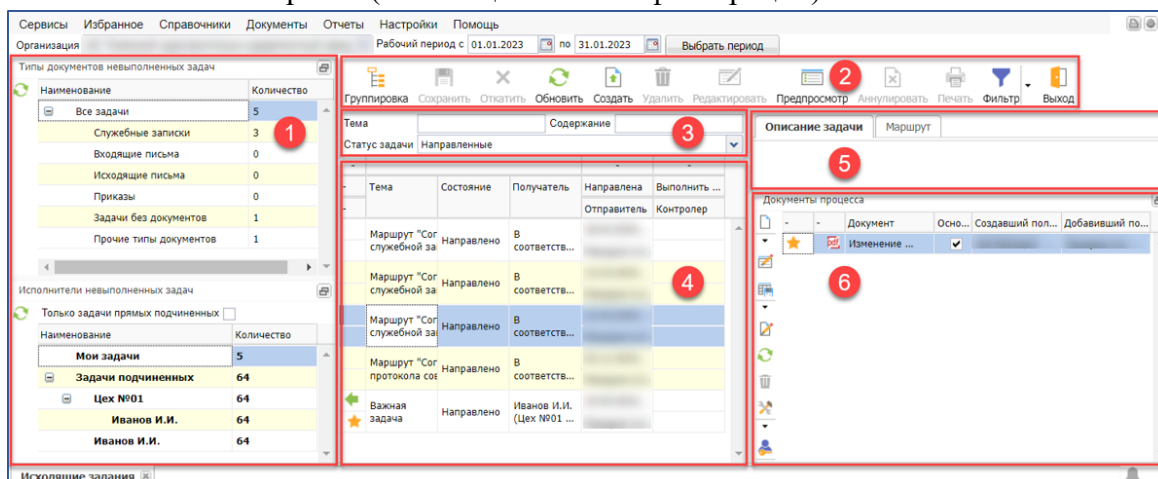 Сервисы Избранное Справочники Документы Отчеты Настройки Помощь
Организация Рабочий период с 01.01.2023 по 31.01.2023 Выбрать период
Типы документов невыполненных задач
Наименование Количество
Все задачи 5
Служебные записки 3
Входящие письма 0
Исходящие письма 0
Приказы 0
Задачи без документов 1
Прочие типы документов 1
1
Исполнители невыполненных задач
Только задачи прямых подчиненных
Наименование Количество
Мои задачи 5
Задачи подчиненных 64
Цех №01 64
Иванов И.И. 64
Иванов И.И. 64
Группировка Сохранить Откатить Обновить Создать Удалить Редактировать Предпросмотр Аннулировать Печать Фильтр Выход
2
Тема Содержание
Статус задачи Направленные
3
- - -
- Тема Состояние Получатель Направлена Выполнить ...
- Отправитель Контролер
Маршрут "Сог
служебной за
Направлено
В
соответств...
Маршрут "Сог
служебной за
Направлено
В
соответств...
Маршрут "Сог
служебной за
Направлено
В
соответств...
Маршрут "Сог
протокола сов
Направлено
В
соответств...
Важная
задача
Направлено
Иванов И.И.
(Цех №01 ...
4
Описание задачи Маршрут
5
Документы процесса
- - Документ Осно... Создавший пол... Добавивший по...
pdf Изменение ...
6
Исходящие задания